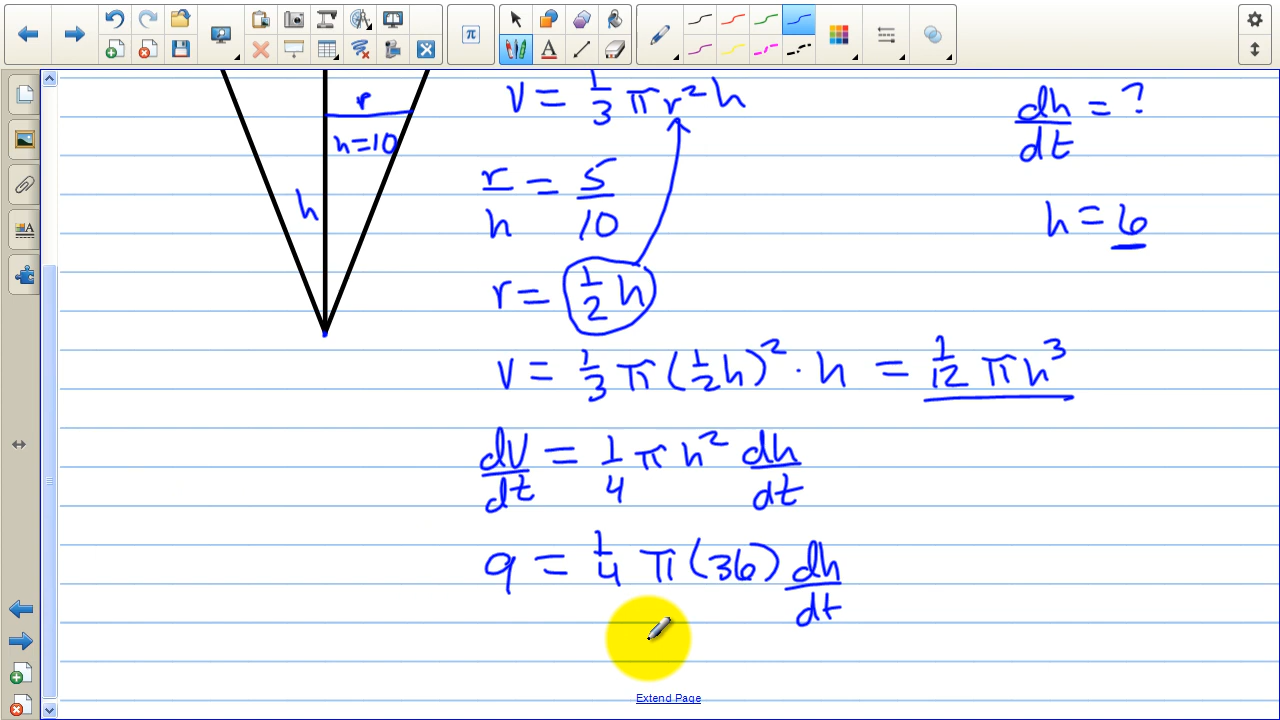 V = 1/3 π r² h
dh/dt = ?
r
h=10
r/h = 5/10
h
h = 6
r = 1/2 h
V = 1/3 π (1/2 h)² · h = 1/12 π h³
dV/dt = 1/4 π h² dh/dt
9 = 1/4 π (36) dh/dt
Extend Page